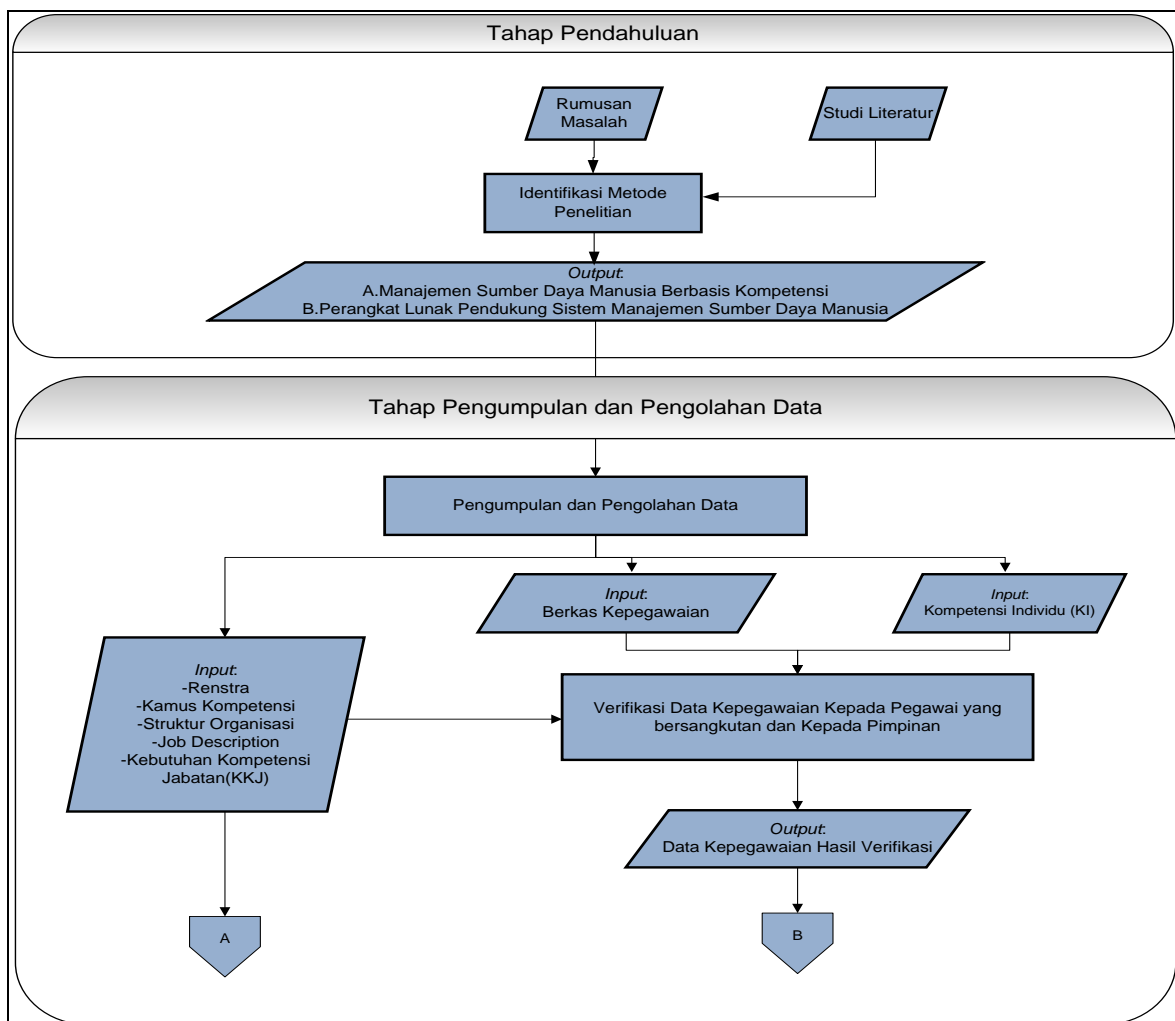 Tahap Pendahuluan
Rumusan
Masalah
Studi Literatur
Identifikasi Metode
Penelitian
Output:
A.Manajemen Sumber Daya Manusia Berbasis Kompetensi
B.Perangkat Lunak Pendukung Sistem Manajemen Sumber Daya Manusia
Tahap Pengumpulan dan Pengolahan Data
Pengumpulan dan Pengolahan Data
Input:
Berkas Kepegawaian
Input:
Kompetensi Individu (KI)
Input:
-Renstra
-Kamus Kompetensi
-Struktur Organisasi
-Job Description
-Kebutuhan Kompetensi
Jabatan(KKJ)
Verifikasi Data Kepegawaian Kepada Pegawai yang
bersangkutan dan Kepada Pimpinan
Output:
Data Kepegawaian Hasil Verifikasi
A
B